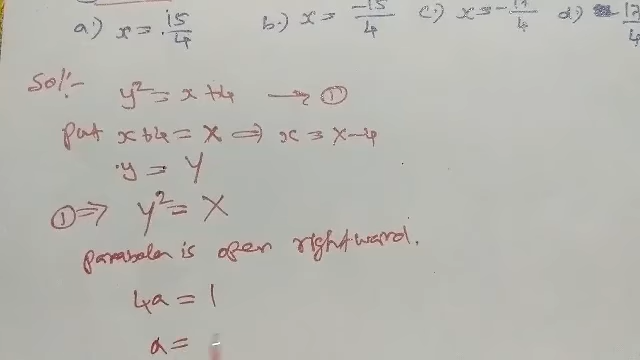 a.) x = 15/4 b.) x = -15/4 c.) x = -17/4 d.) 17/4
Sol:-
y² = x+4 → ①
put x+4 = X ⇒ x = X-4
y = Y
① ⇒ Y² = X
parabola is open rightward.
4a = 1
a =